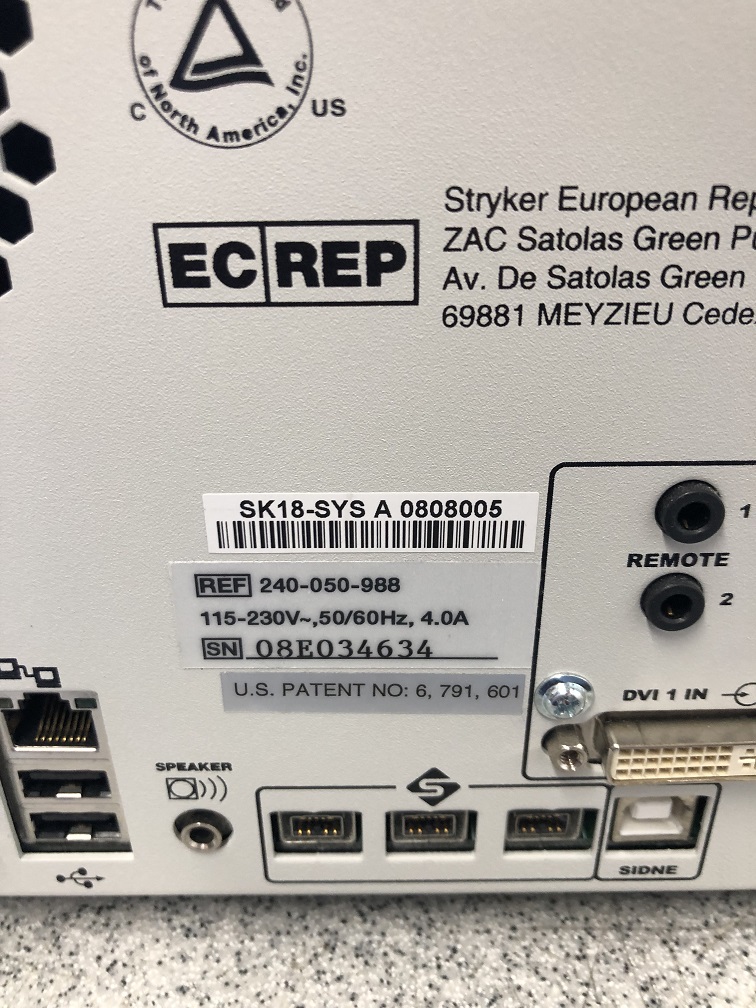 of North America, Inc.
C US
EC REP
Stryker European
ZAC Satolas Green
Av. De Satolas Green
69881 MEYZIEU
SK18-SYS A 0808005
REF 240-050-988
115-230V~,50/60Hz, 4.0A
SN 08E034634
U.S. PATENT NO: 6, 791, 601
1
REMOTE
2
DVI 1 IN
SPEAKER
S
SIDNE